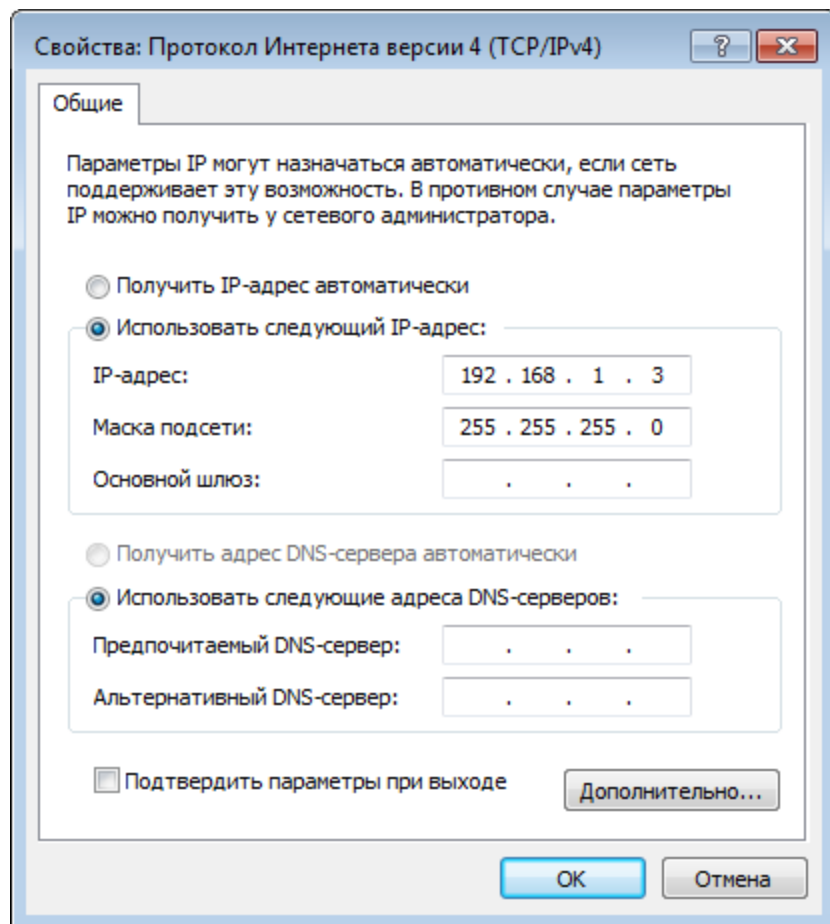 Свойства: Протокол Интернета версии 4 (TCP/IPv4)
Общие
Параметры IP могут назначаться автоматически, если сеть
поддерживает эту возможность. В противном случае параметры
IP можно получить у сетевого администратора.
Получить IP-адрес автоматически
Использовать следующий IP-адрес:
IP-адрес: 192 . 168 . 1 . 3
Маска подсети: 255 . 255 . 255 . 0
Основной шлюз: . . .
Получить адрес DNS-сервера автоматически
Использовать следующие адреса DNS-серверов:
Предпочитаемый DNS-сервер: . . .
Альтернативный DNS-сервер: . . .
Подтвердить параметры при выходе
Дополнительно...
OK Отмена